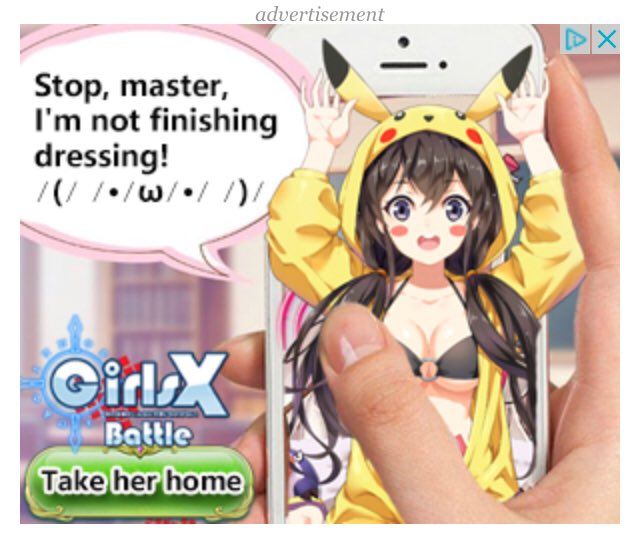 advertisement
Stop, master,
I'm not finishing
dressing!
/(/ /•/ω/•/ /)/
GirlsX
Battle
Take her home